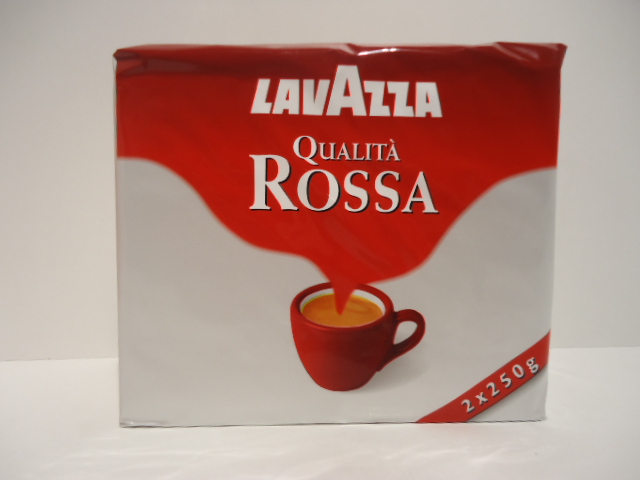 LAVAZZA
QUALITÀ
ROSSA
2x250g